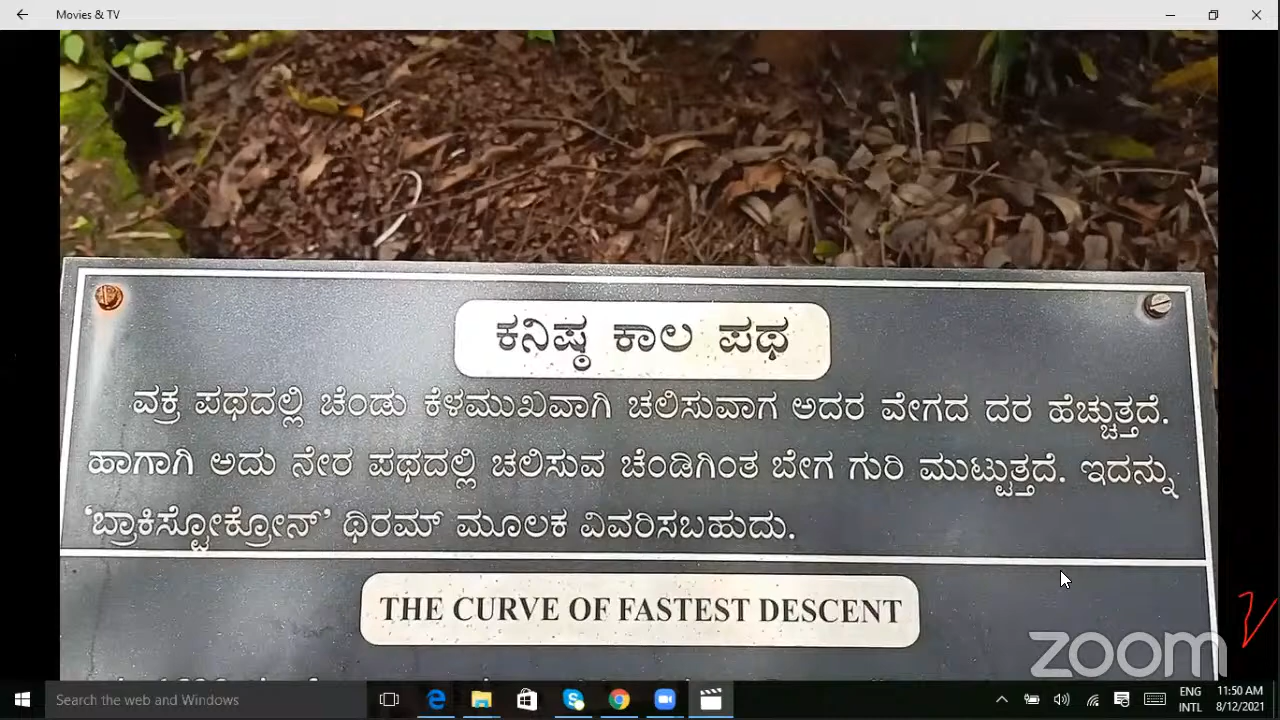 Movies & TV
ಕನಿಷ್ಠ ಕಾಲ ಪಥ
ವಕ್ರ ಪಥದಲ್ಲಿ ಚೆಂಡು ಕೆಳಮುಖವಾಗಿ ಚಲಿಸುವಾಗ ಅದರ ವೇಗದ ದರ ಹೆಚ್ಚುತ್ತದೆ.
ಹಾಗಾಗಿ ಅದು ನೇರ ಪಥದಲ್ಲಿ ಚಲಿಸುವ ಚೆಂಡಿಗಿಂತ ಬೇಗ ಗುರಿ ಮುಟ್ಟುತ್ತದೆ. ಇದನ್ನು
‘ಬ್ರಾಕಿಸ್ಟೋಕ್ರೋನ್’ ಥಿರಮ್ ಮೂಲಕ ವಿವರಿಸಬಹುದು.
THE CURVE OF FASTEST DESCENT
zoom
Search the web and Windows
ENG
INTL
11:50 AM
8/12/2021